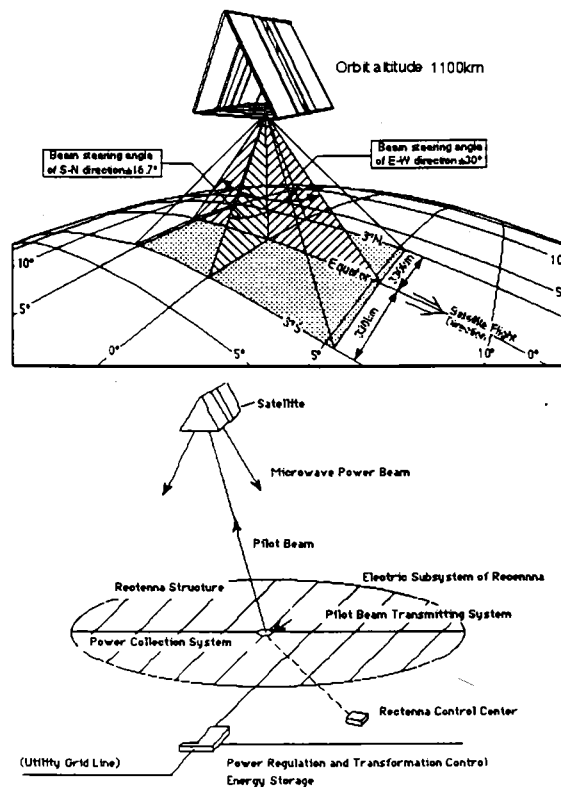 Orbit altitude 1100km
Beam steering angle
of S-N direction±16.7°
Beam steering angle
of E-W direction±30°
3°N
Equator
330km
3°S
Satellite Flight
Direction
10°
5°
0°
5°
5°
10°
0°
5°
10°
Satellite
Microwave Power Beam
Pilot Beam
Rectenna Structure
Electric Subsystem of Recennna
Pilot Beam Transmitting System
Power Collection System
Rectenna Control Center
(Utility Grid Line)
Power Regulation and Transformation Control
Energy Storage